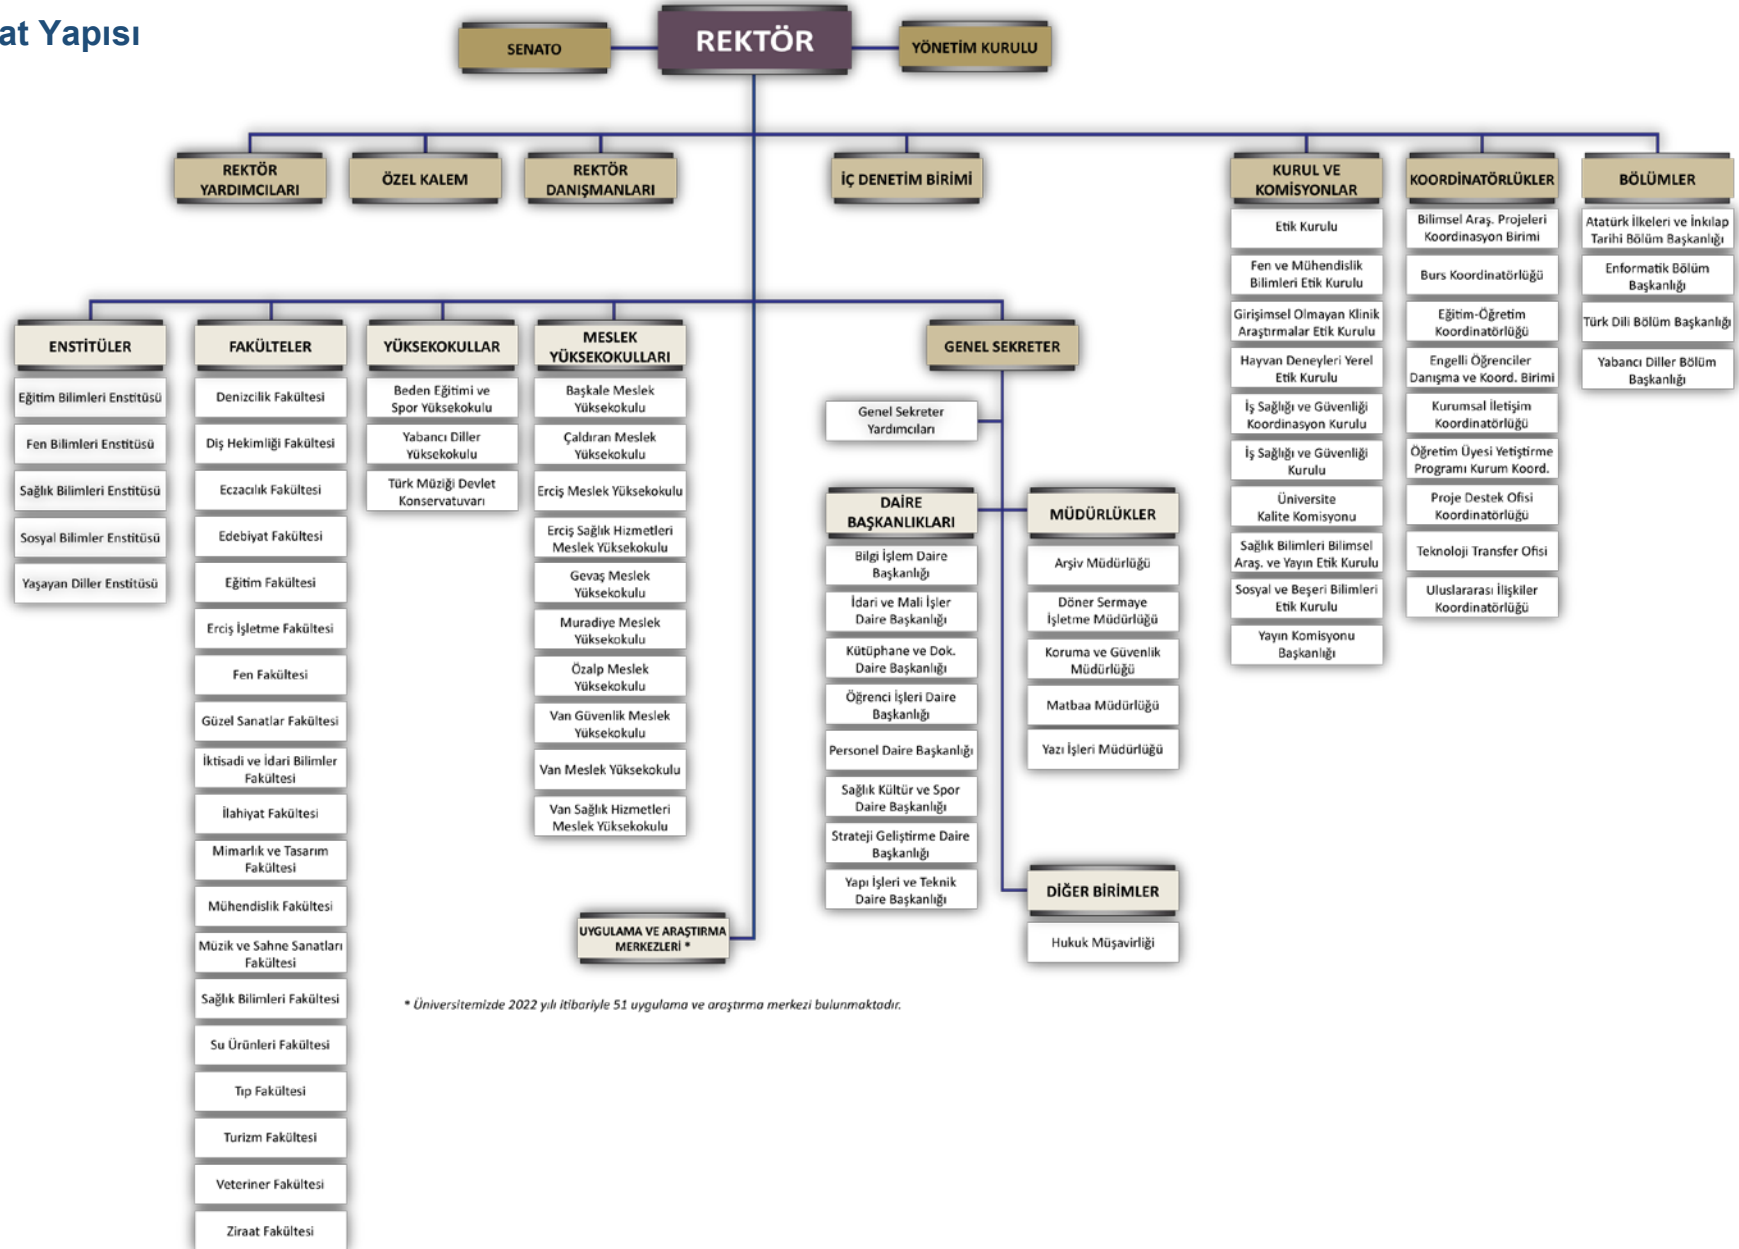 at Yapısı
SENATO
REKTÖR
YÖNETİM KURULU
REKTÖR
YARDIMCILARI
ÖZEL KALEM
REKTÖR
DANIŞMANLARI
İÇ DENETİM BİRİMİ
KURUL VE
KOMİSYONLAR
Etik Kurulu
Fen ve Mühendislik
Bilimleri Etik Kurulu
Girişimsel Olmayan Klinik
Araştırmalar Etik Kurulu
Hayvan Deneyleri Yerel
Etik Kurulu
İş Sağlığı ve Güvenliği
Koordinasyon Kurulu
İş Sağlığı ve Güvenliği
Kurulu
Üniversite
Kalite Komisyonu
Sağlık Bilimleri Bilimsel
Araş. ve Yayın Etik Kurulu
Sosyal ve Beşeri Bilimleri
Etik Kurulu
Yayın Komisyonu
Başkanlığı
KOORDİNATÖRLÜKLER
Bilimsel Araş. Projeleri
Koordinasyon Birimi
Burs Koordinatörlüğü
Eğitim-Öğretim
Koordinatörlüğü
Engelli Öğrenciler
Danışma ve Koord. Birimi
Kurumsal İletişim
Koordinatörlüğü
Öğretim Üyesi Yetiştirme
Programı Kurum Koord.
Proje Destek Ofisi
Koordinatörlüğü
Teknoloji Transfer Ofisi
Uluslararası İlişkiler
Koordinatörlüğü
BÖLÜMLER
Atatürk İlkeleri ve İnkılap
Tarihi Bölüm Başkanlığı
Enformatik Bölüm
Başkanlığı
Türk Dili Bölüm Başkanlığı
Yabancı Diller Bölüm
Başkanlığı
ENSTİTÜLER
Eğitim Bilimleri Enstitüsü
Fen Bilimleri Enstitüsü
Sağlık Bilimleri Enstitüsü
Sosyal Bilimler Enstitüsü
Yaşayan Diller Enstitüsü
FAKÜLTELER
Denizcilik Fakültesi
Diş Hekimliği Fakültesi
Eczacılık Fakültesi
Edebiyat Fakültesi
Eğitim Fakültesi
Erciş İşletme Fakültesi
Fen Fakültesi
Güzel Sanatlar Fakültesi
İktisadi ve İdari Bilimler
Fakültesi
İlahiyat Fakültesi
Mimarlık ve Tasarım
Fakültesi
Mühendislik Fakültesi
Müzik ve Sahne Sanatları
Fakültesi
Sağlık Bilimleri Fakültesi
Su Ürünleri Fakültesi
Tıp Fakültesi
Turizm Fakültesi
Veteriner Fakültesi
Ziraat Fakültesi
YÜKSEKOKULLAR
Beden Eğitimi ve
Spor Yüksekokulu
Yabancı Diller
Yüksekokulu
Türk Müziği Devlet
Konservatuvarı
MESLEK
YÜKSEKOKULLARI
Başkale Meslek
Yüksekokulu
Çaldıran Meslek
Yüksekokulu
Erciş Meslek Yüksekokulu
Erciş Sağlık Hizmetleri
Meslek Yüksekokulu
Gevaş Meslek
Yüksekokulu
Muradiye Meslek
Yüksekokulu
Özalp Meslek
Yüksekokulu
Van Güvenlik Meslek
Yüksekokulu
Van Meslek Yüksekokulu
Van Sağlık Hizmetleri
Meslek Yüksekokulu
GENEL SEKRETER
Genel Sekreter
Yardımcıları
DAİRE
BAŞKANLIKLARI
Bilgi İşlem Daire
Başkanlığı
İdari ve Mali İşler
Daire Başkanlığı
Kütüphane ve Dok.
Daire Başkanlığı
Öğrenci İşleri Daire
Başkanlığı
Personel Daire Başkanlığı
Sağlık Kültür ve Spor
Daire Başkanlığı
Strateji Geliştirme Daire
Başkanlığı
Yapı İşleri ve Teknik
Daire Başkanlığı
MÜDÜRLÜKLER
Arşiv Müdürlüğü
Döner Sermaye
İşletme Müdürlüğü
Koruma ve Güvenlik
Müdürlüğü
Matbaa Müdürlüğü
Yazı İşleri Müdürlüğü
DİĞER BİRİMLER
Hukuk Müşavirliği
UYGULAMA VE ARAŞTIRMA
MERKEZLERİ *
* Üniversitemizde 2022 yılı itibariyle 51 uygulama ve araştırma merkezi bulunmaktadır.